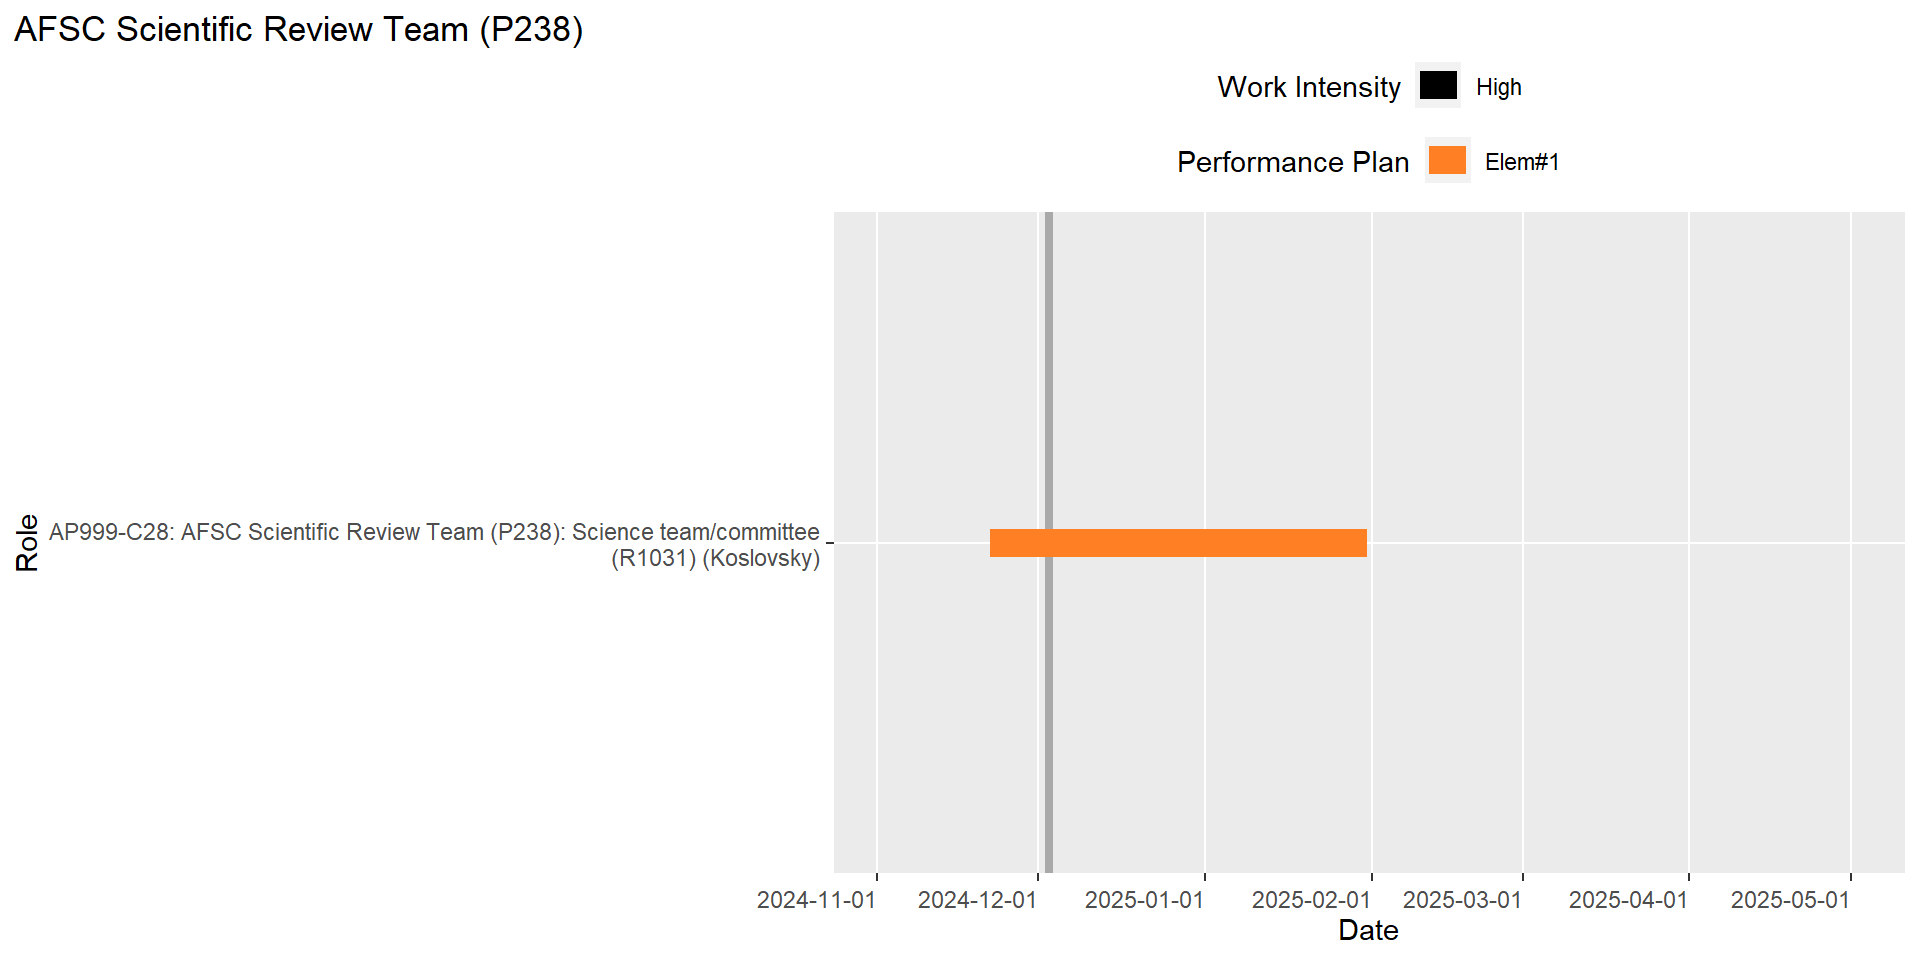 AFSC Scientific Review Team (P238)
Work Intensity High
Performance Plan Elem#1
Role
AP999-C28: AFSC Scientific Review Team (P238): Science team/committee
(R1031) (Koslovsky)
2024-11-01 2024-12-01 2025-01-01 2025-02-01 2025-03-01 2025-04-01 2025-05-01
Date